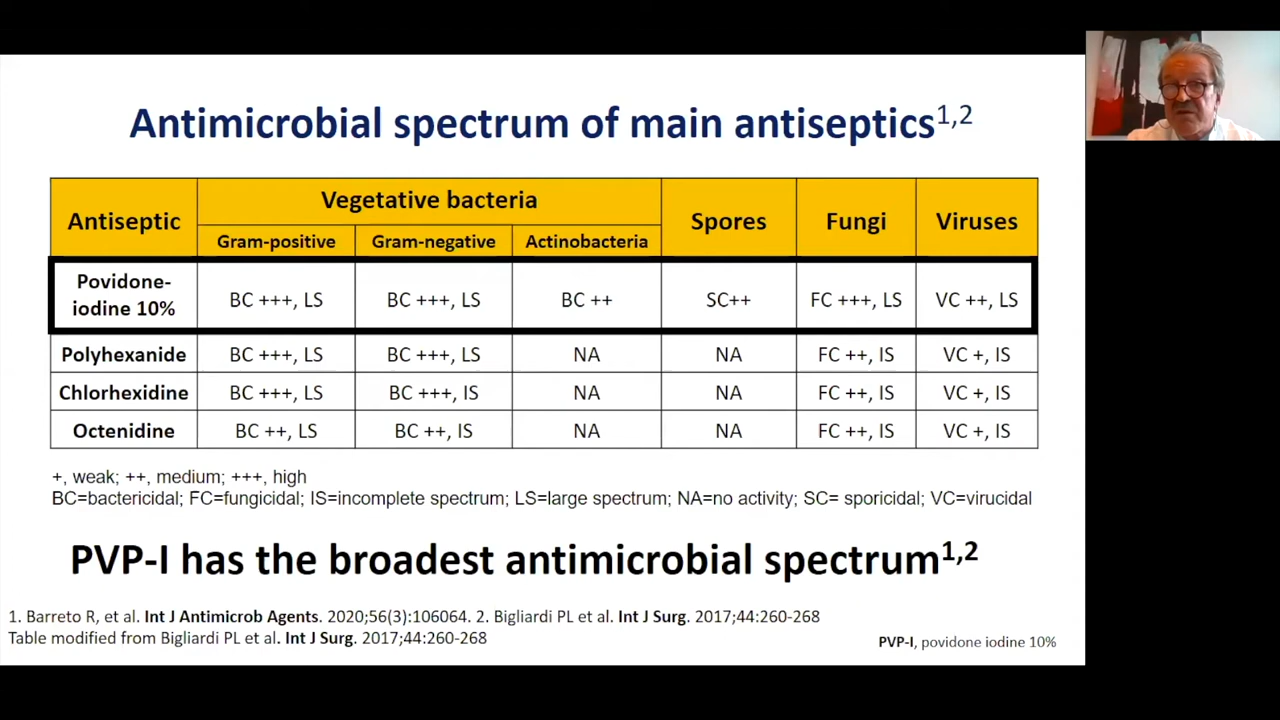 Antimicrobial spectrum of main antiseptics1,2
Antiseptic Vegetative bacteria Spores Fungi Viruses
Gram-positive Gram-negative Actinobacteria
Povidone-
iodine 10% BC +++, LS BC +++, LS BC ++ SC++ FC +++, LS VC ++, LS
Polyhexanide BC +++, LS BC +++, LS NA NA FC ++, IS VC +, IS
Chlorhexidine BC +++, LS BC +++, IS NA NA FC ++, IS VC +, IS
Octenidine BC ++, LS BC ++, IS NA NA FC ++, IS VC +, IS
+, weak; ++, medium; +++, high
BC=bactericidal; FC=fungicidal; IS=incomplete spectrum; LS=large spectrum; NA=no activity; SC= sporicidal; VC=virucidal
PVP-I has the broadest antimicrobial spectrum1,2
1. Barreto R, et al. Int J Antimicrob Agents. 2020;56(3):106064. 2. Bigliardi PL et al. Int J Surg. 2017;44:260-268
Table modified from Bigliardi PL et al. Int J Surg. 2017;44:260-268
PVP-I, povidone iodine 10%